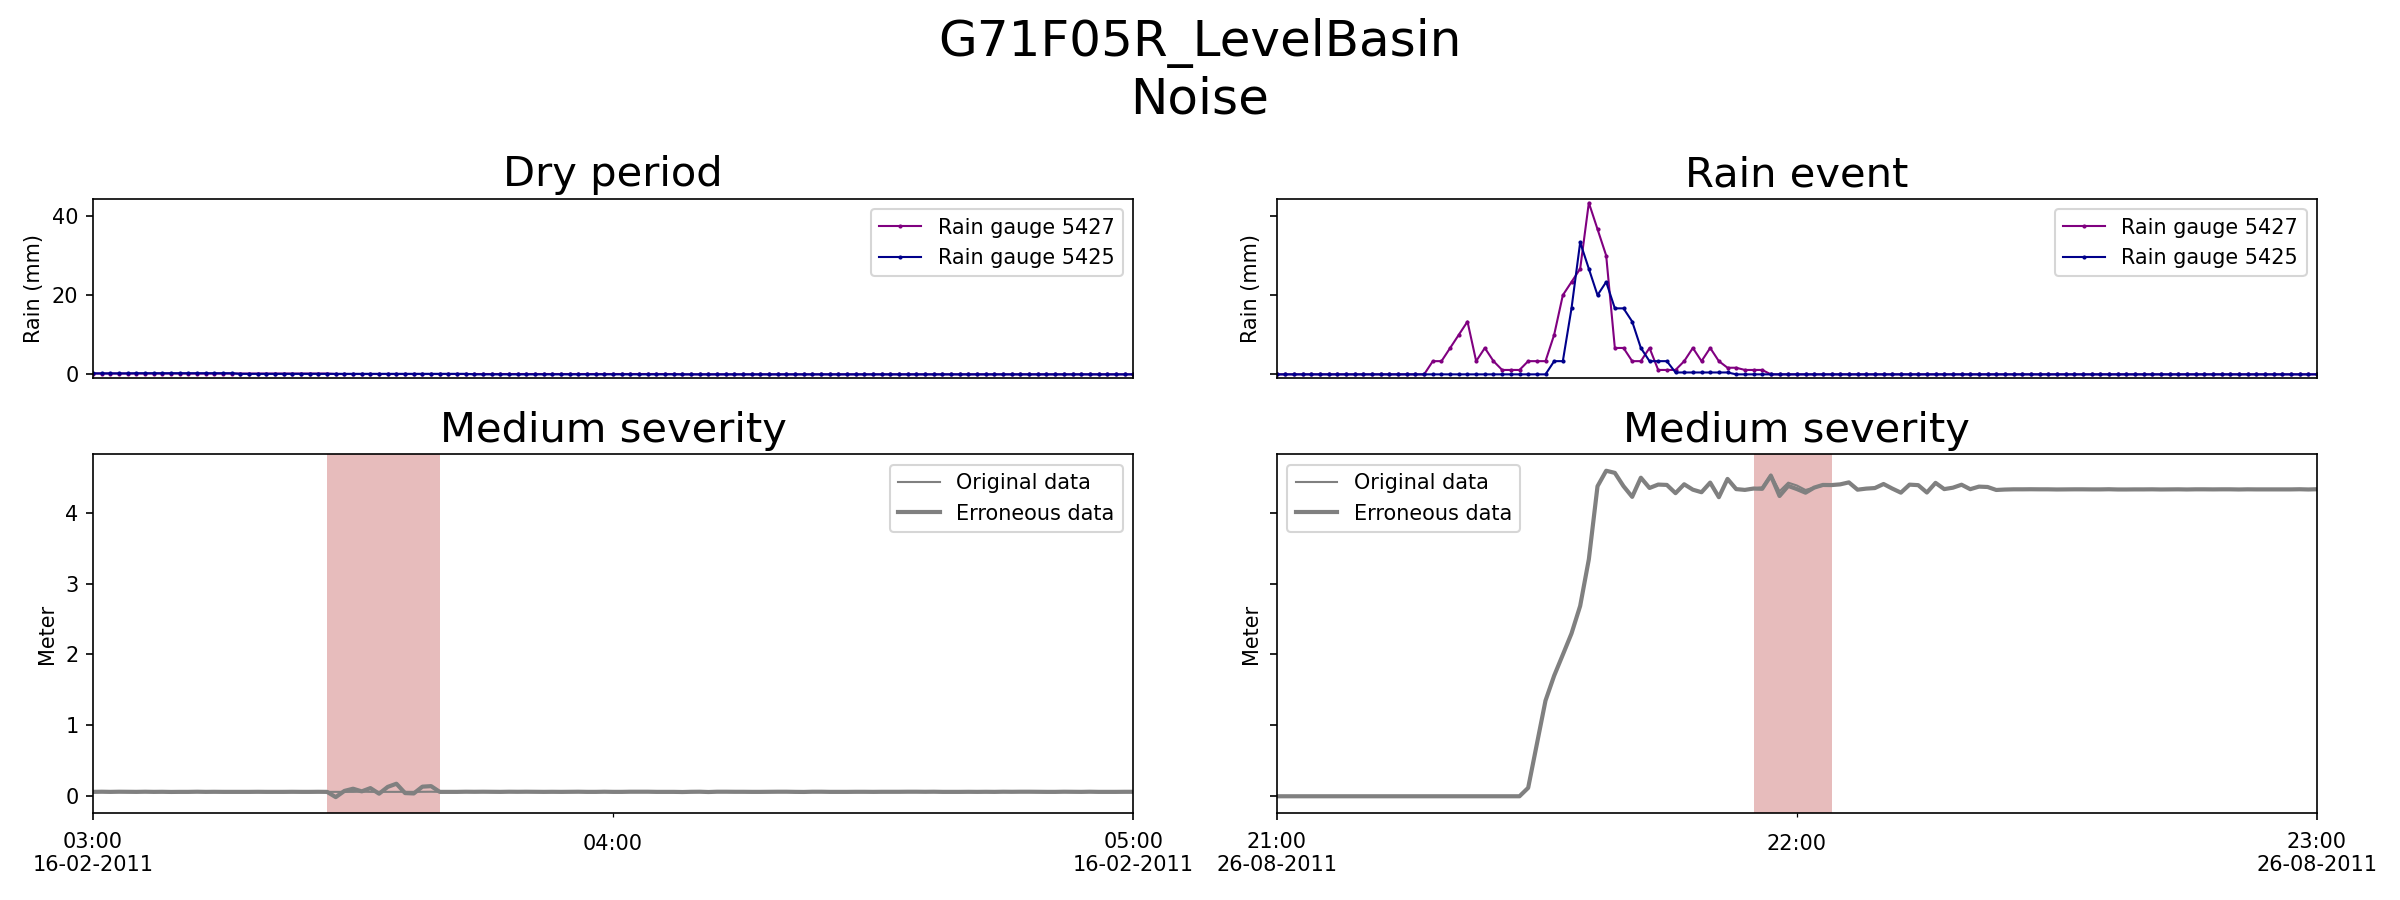 G71F05R_LevelBasin
Noise
Dry period
Rain event
40
20
0
Rain (mm)
Rain gauge 5427
Rain gauge 5425
Rain (mm)
Rain gauge 5427
Rain gauge 5425
Medium severity
Medium severity
4
3
2
1
0
Meter
Original data
Erroneous data
Meter
Original data
Erroneous data
03:00
16-02-2011
04:00
05:00
16-02-2011
21:00
26-08-2011
22:00
23:00
26-08-2011